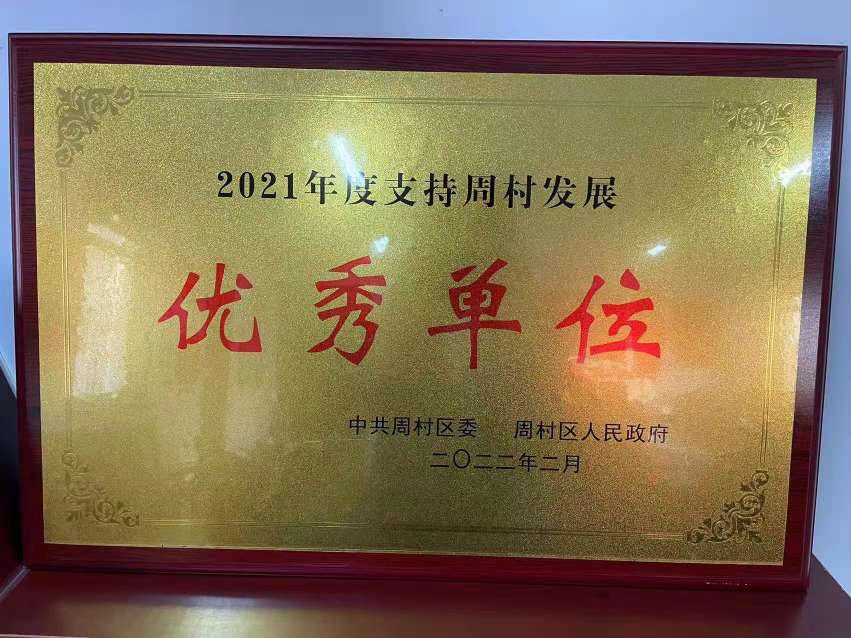 2021年度支持周村发展
优秀单位
中共周村区委 周村区人民政府
二〇二二年二月